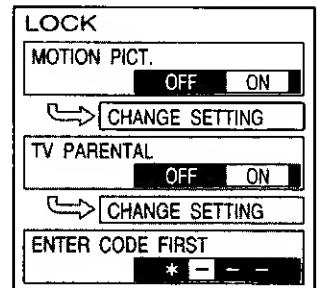 LOCK
MOTION PICT.
OFF ON
CHANGE SETTING
TV PARENTAL
OFF ON
CHANGE SETTING
ENTER CODE FIRST
* - - -